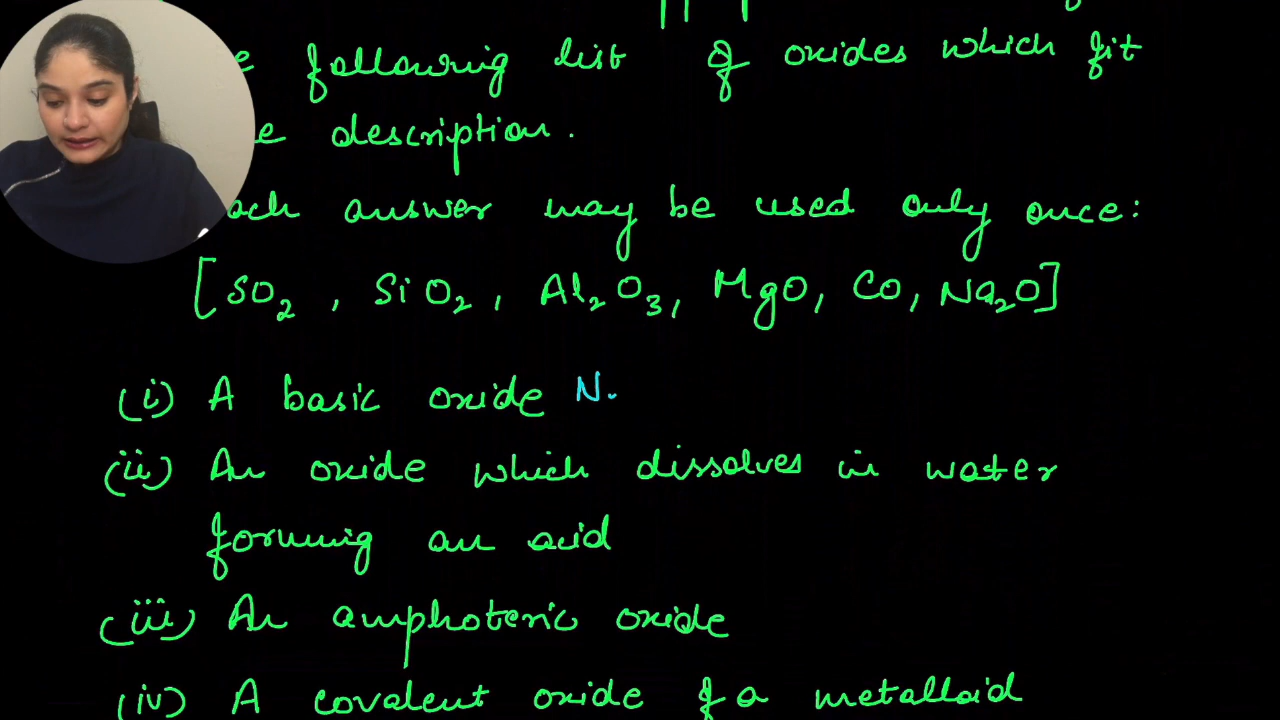 following list of oxides which fit
description.
answer may be used only once:
[SO₂, SiO₂, Al₂O₃, MgO, CO, Na₂O]
(i) A basic oxide N.
(ii) An oxide which dissolves in water
forming an acid
(iii) An amphoteric oxide
(iv) A covalent oxide of a metalloid